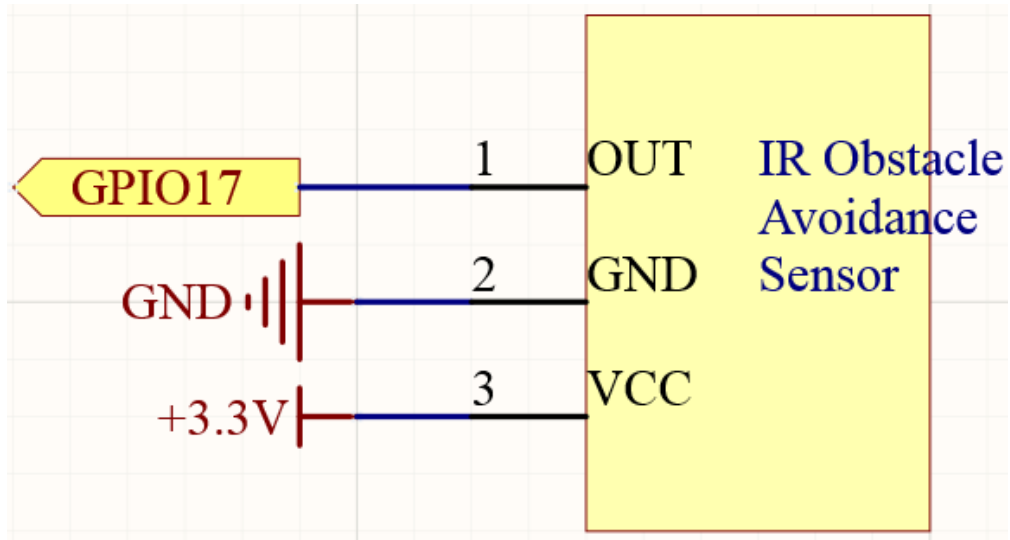 1 OUT IR Obstacle
GPIO17 Avoidance
2 GND Sensor
GND
3 VCC
+3.3V